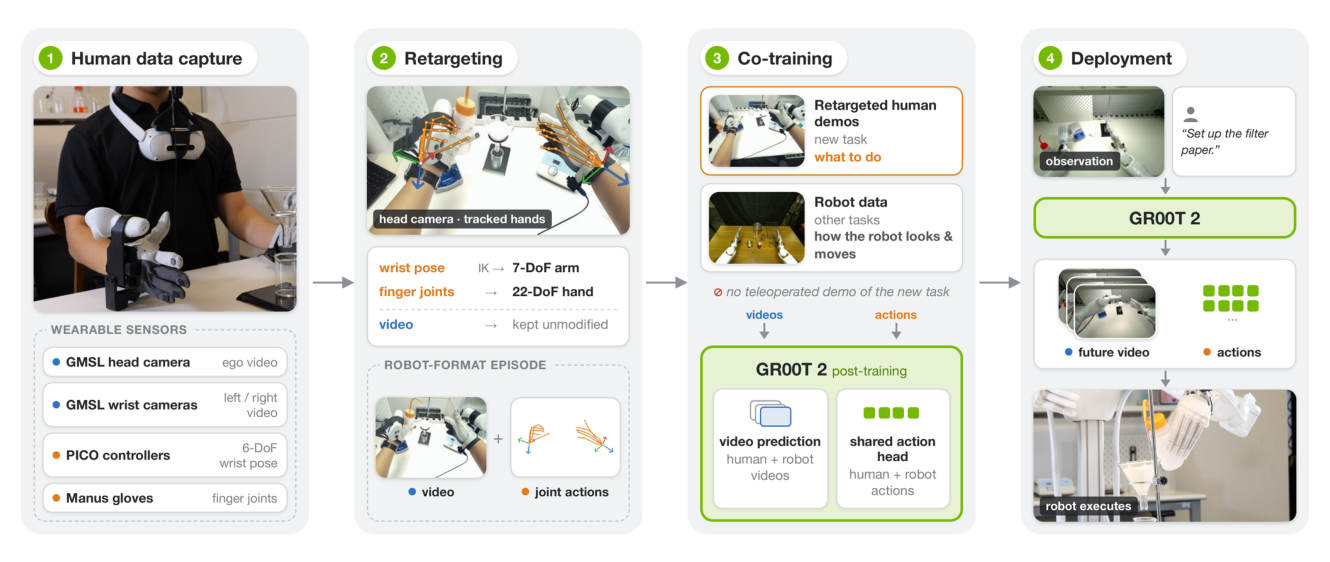 1 Human data capture
WEARABLE SENSORS
GMSL head camera ego video
GMSL wrist cameras left / right
video
PICO controllers 6-DoF
wrist pose
Manus gloves finger joints
2 Retargeting
head camera · tracked hands
wrist pose IK → 7-DoF arm
finger joints → 22-DoF hand
video → kept unmodified
ROBOT-FORMAT EPISODE
+
video
joint actions
3 Co-training
Retargeted human
demos
new task
what to do
Robot data
other tasks
how the robot looks &
moves
no teleoperated demo of the new task
videos
actions
GR00T 2 post-training
video prediction
human + robot
videos
shared action
head
human + robot
actions
4 Deployment
observation
“Set up the filter
paper.”
GR00T 2
...
future video
actions
robot executes